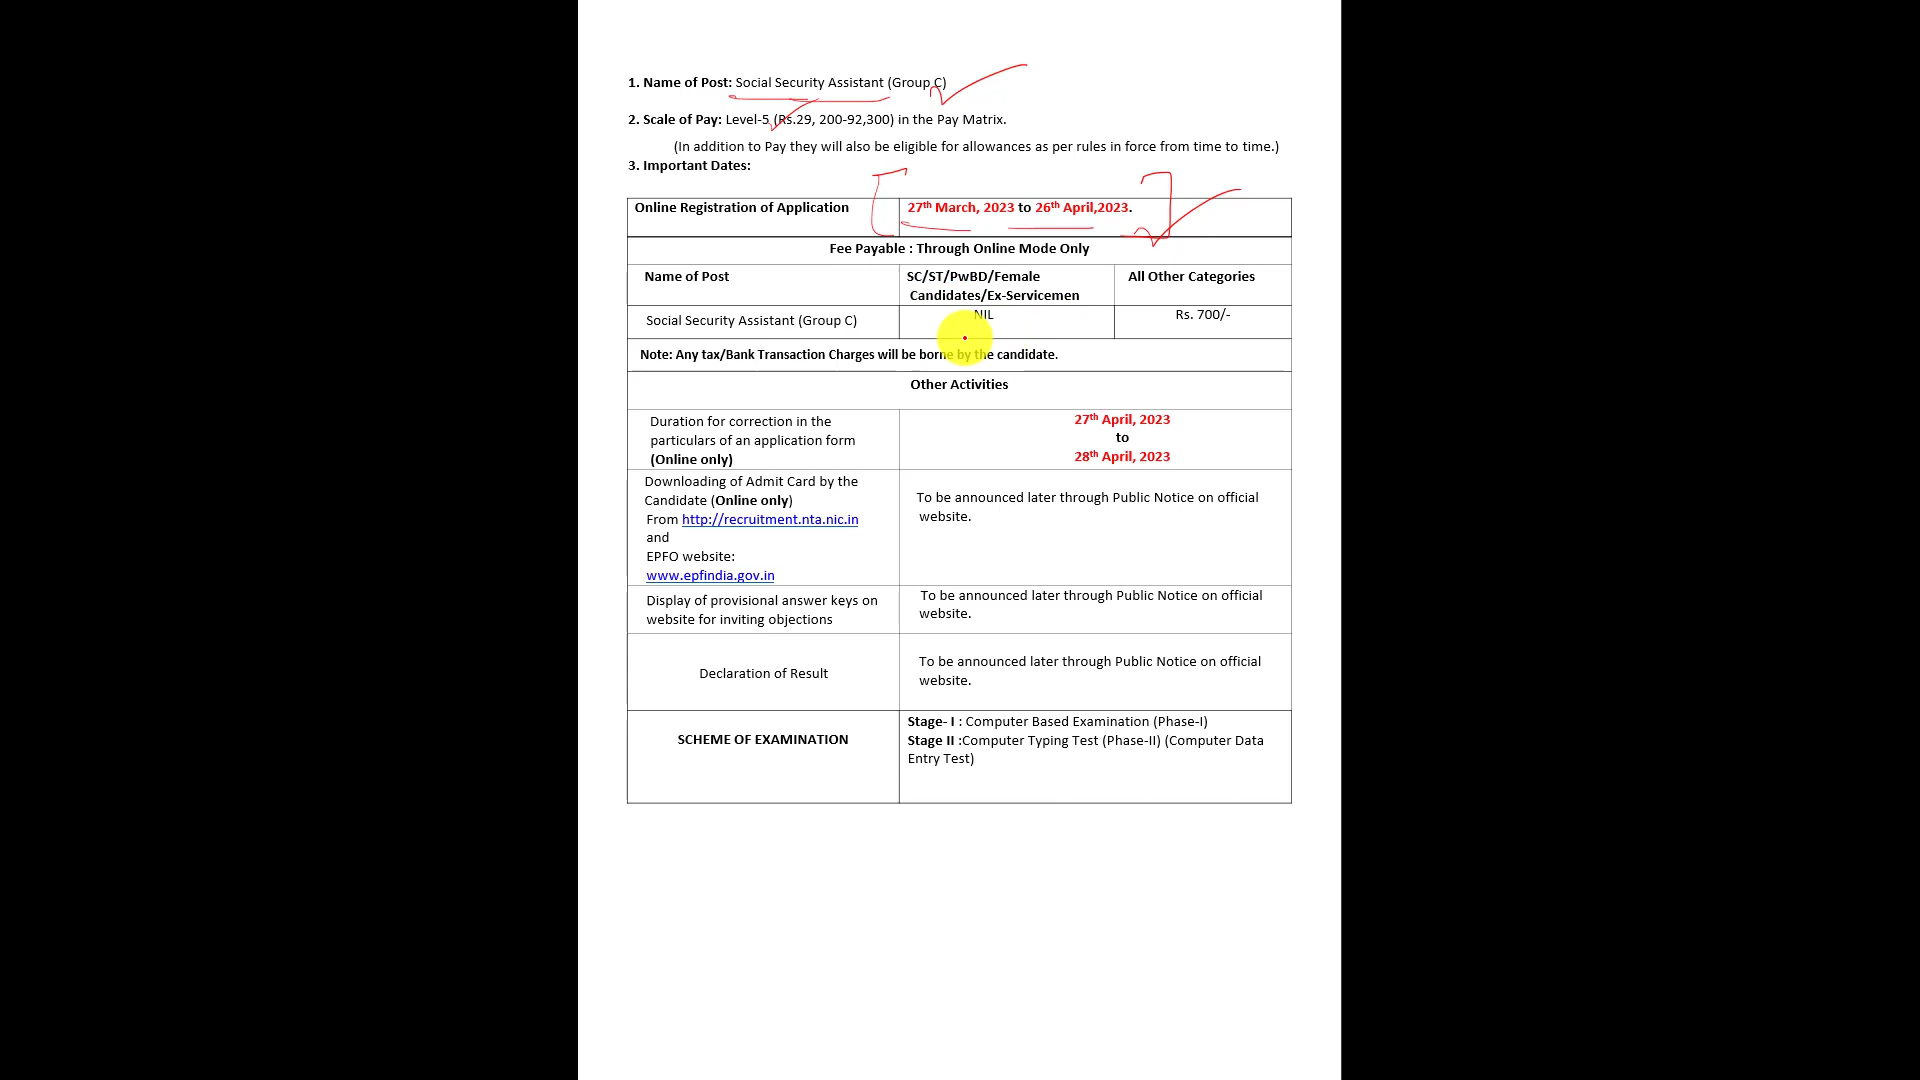 1. Name of Post: Social Security Assistant (Group C)
2. Scale of Pay: Level-5 (Rs.29, 200-92,300) in the Pay Matrix.
(In addition to Pay they will also be eligible for allowances as per rules in force from time to time.)
3. Important Dates:
Online Registration of Application
27th March, 2023 to 26th April,2023.
Fee Payable : Through Online Mode Only
Name of Post
SC/ST/PwBD/Female
Candidates/Ex-Servicemen
All Other Categories
Social Security Assistant (Group C)
NIL
Rs. 700/-
Note: Any tax/Bank Transaction Charges will be borne by the candidate.
Other Activities
Duration for correction in the
particulars of an application form
(Online only)
27th April, 2023
to
28th April, 2023
Downloading of Admit Card by the
Candidate (Online only)
From http://recruitment.nta.nic.in
and
EPFO website:
www.epfindia.gov.in
To be announced later through Public Notice on official
website.
Display of provisional answer keys on
website for inviting objections
To be announced later through Public Notice on official
website.
Declaration of Result
To be announced later through Public Notice on official
website.
SCHEME OF EXAMINATION
Stage- I : Computer Based Examination (Phase-I)
Stage II :Computer Typing Test (Phase-II) (Computer Data
Entry Test)